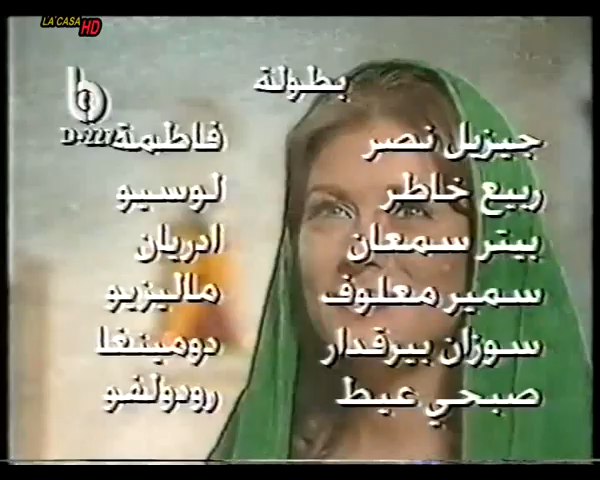 LA CASA HD
D-227
بطولة
جيزيل نصر فاطمة
ربيع خاطر لوسيو
بيتر سمعان ادريان
سمير معلوف ماليزيو
سوزان بيرقدار دومينغا
صبحي عيط رودولفو